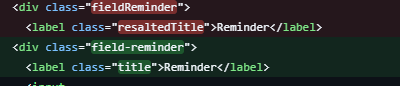 <div class="fieldReminder">
<label class="resaltedTitle">Reminder</label>
<div class="field-reminder">
<label class="title">Reminder</label>